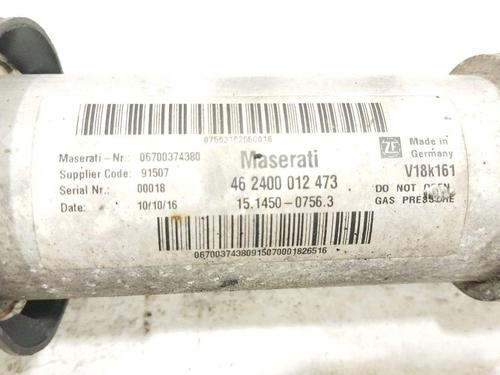 Maserati-Nr.: 06700374380
Supplier Code: 91507
Serial Nr.: 00018
Date: 10/10/16
Maserati
46 2400 012 473
15.1450-0756.3
ZF
Made in
Germany
V18k161
DO NOT OPEN
GAS PRESSURE
06700374380915070001826516